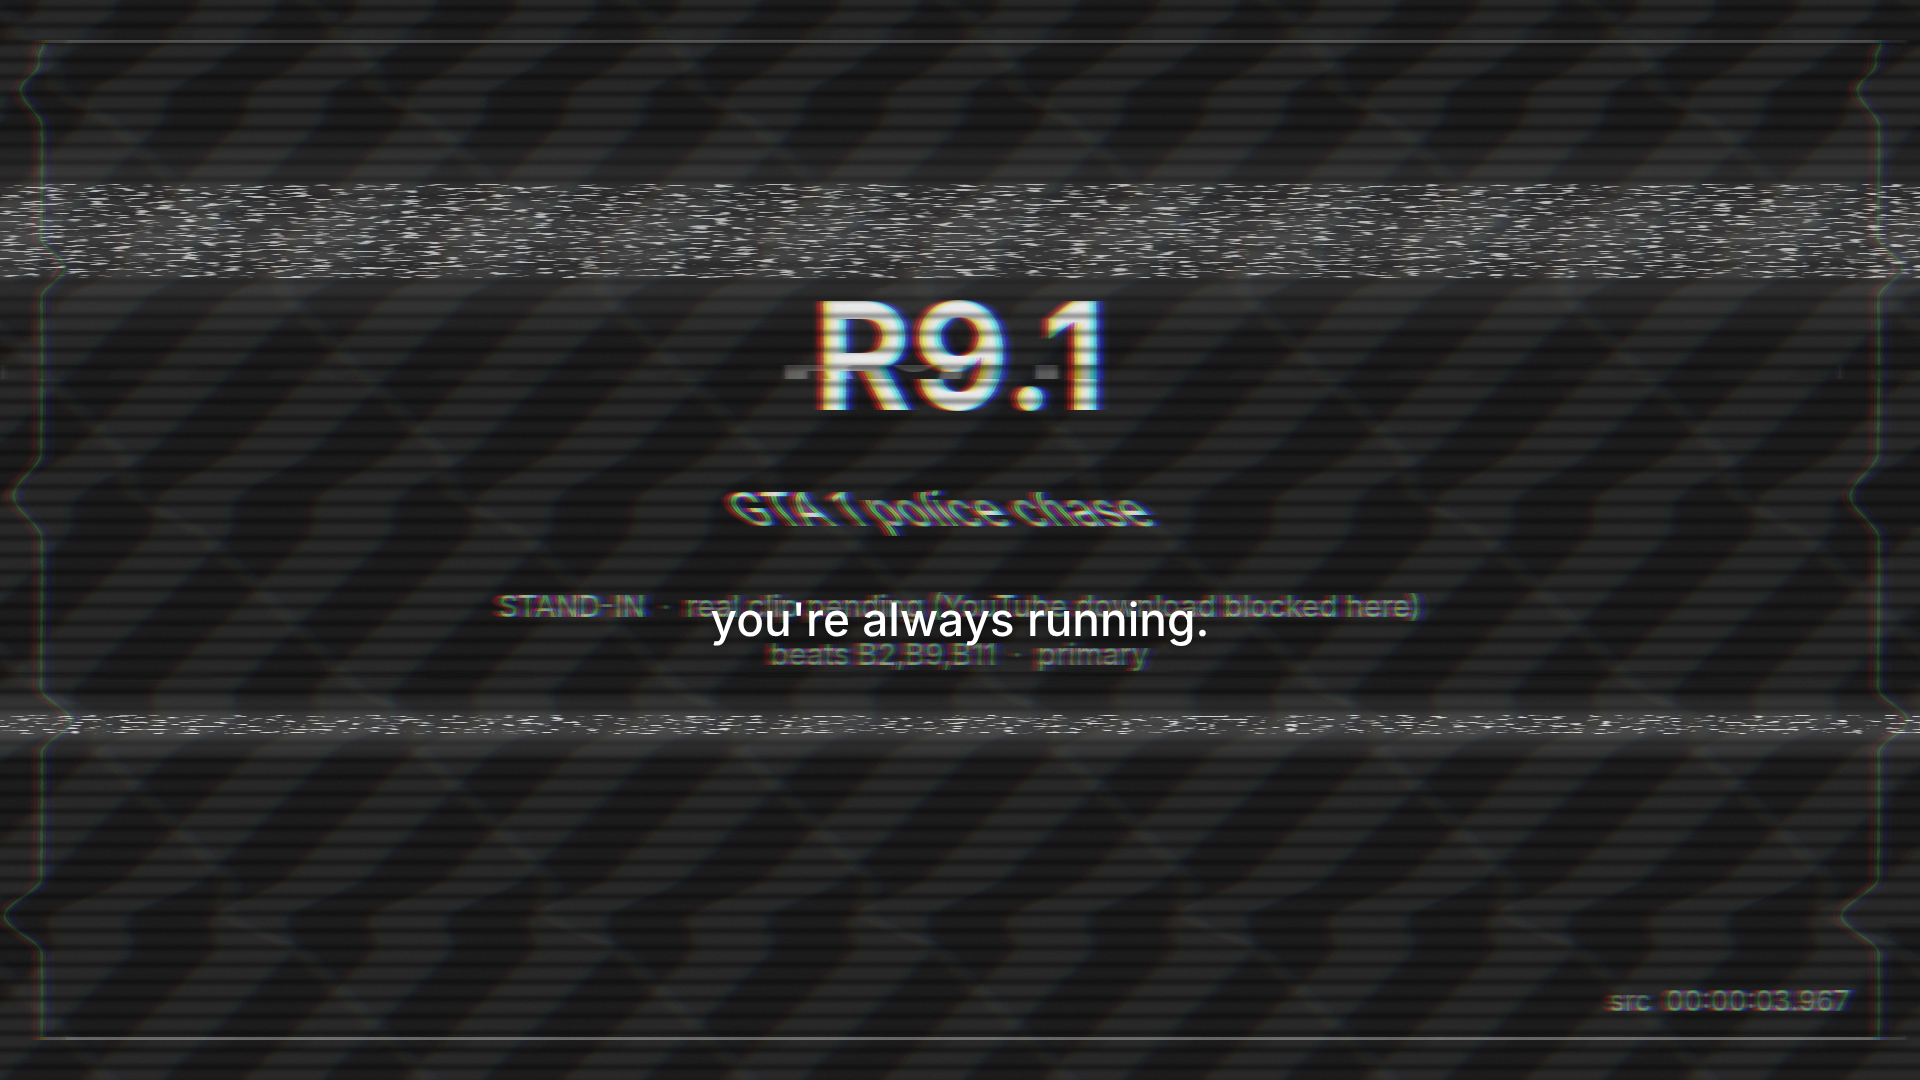 R9.1
GTA 1 police chase
STAND-IN · real clip pending (YouTube download blocked here)
you're always running.
beats B2,B9,B11 · primary
src 00:00:03.967